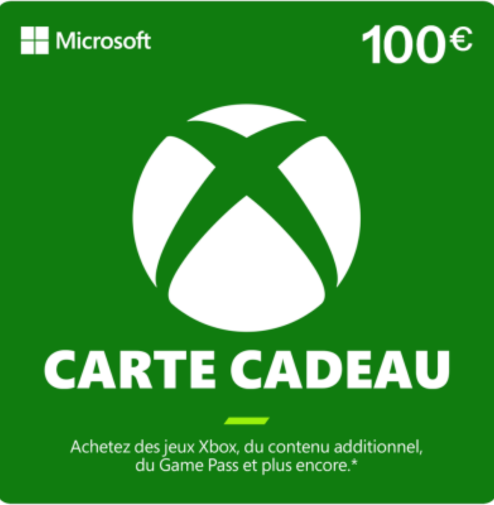 Microsoft
100€
CARTE CADEAU
Achetez des jeux Xbox, du contenu additionnel,
du Game Pass et plus encore.*